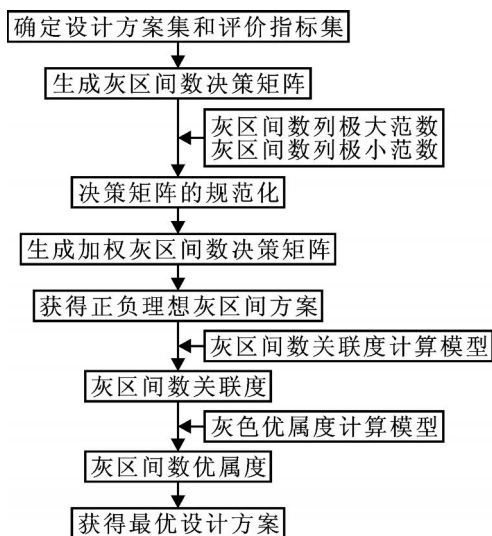 确定设计方案集和评价指标集
生成灰区间数决策矩阵
灰区间数列极大范数
灰区间数列极小范数
决策矩阵的规范化
生成加权灰区间数决策矩阵
获得正负理想灰区间方案
灰区间数关联度计算模型
灰区间数关联度
灰色优属度计算模型
灰区间数优属度
获得最优设计方案